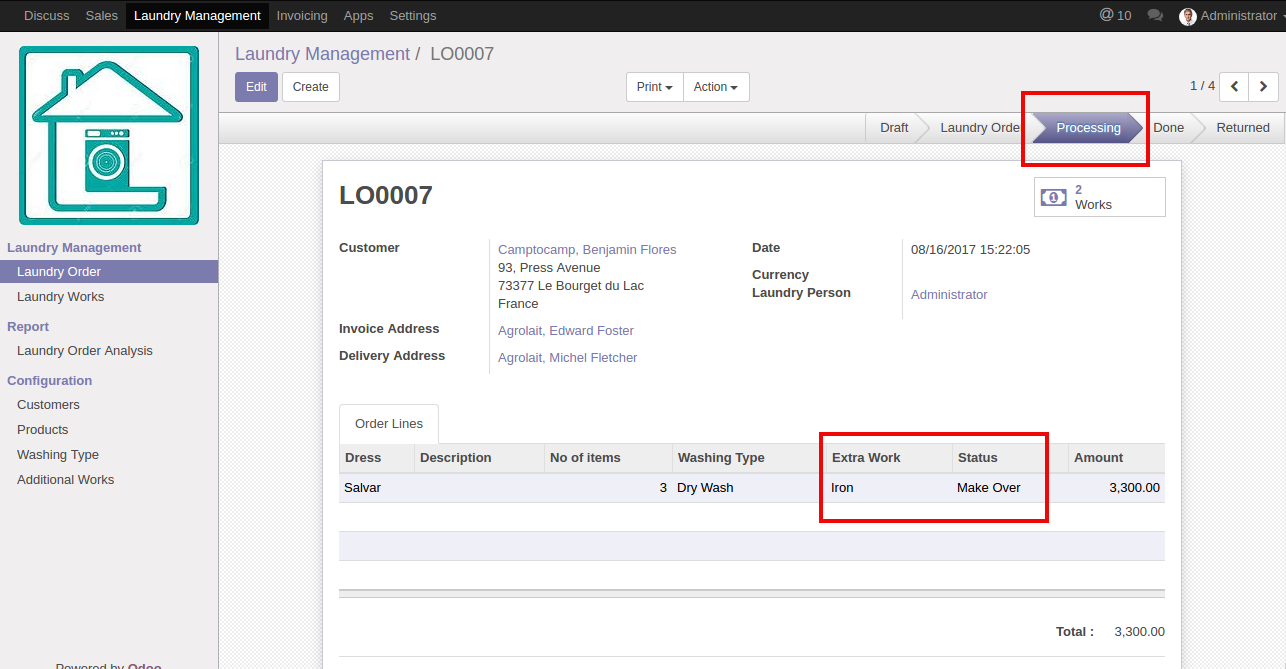 Discuss Sales Laundry Management Invoicing Apps Settings @ 10 Administrator
Laundry Management / LO0007
Edit Create Print Action 1 / 4
Draft Laundry Orde Processing Done Returned
Laundry Management
Laundry Order
Laundry Works
Report
Laundry Order Analysis
Configuration
Customers
Products
Washing Type
Additional Works
Powered by Odoo
LO0007
1 2
Works
Customer Camptocamp, Benjamin Flores
93, Press Avenue
73377 Le Bourget du Lac
France
Invoice Address Agrolait, Edward Foster
Delivery Address Agrolait, Michel Fletcher
Date 08/16/2017 15:22:05
Currency
Laundry Person Administrator
Order Lines
Dress Description No of items Washing Type Extra Work Status Amount
Salvar 3 Dry Wash Iron Make Over 3,300.00
Total : 3,300.00